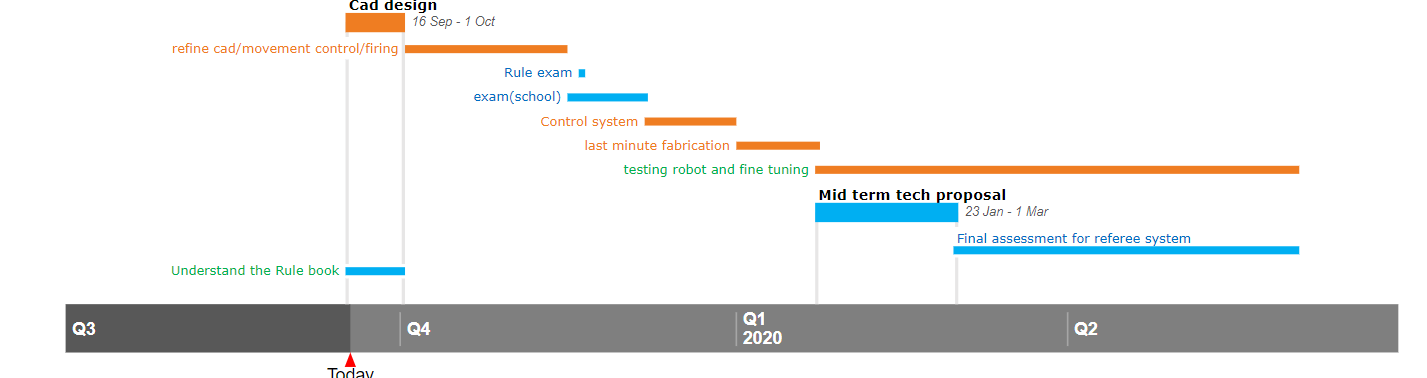 Cad design
16 Sep - 1 Oct
refine cad/movement control/firing
Rule exam
exam(school)
Control system
last minute fabrication
testing robot and fine tuning
Mid term tech proposal
23 Jan - 1 Mar
Final assessment for referee system
Understand the Rule book
Q3
Q4
Q1
2020
Q2
Today